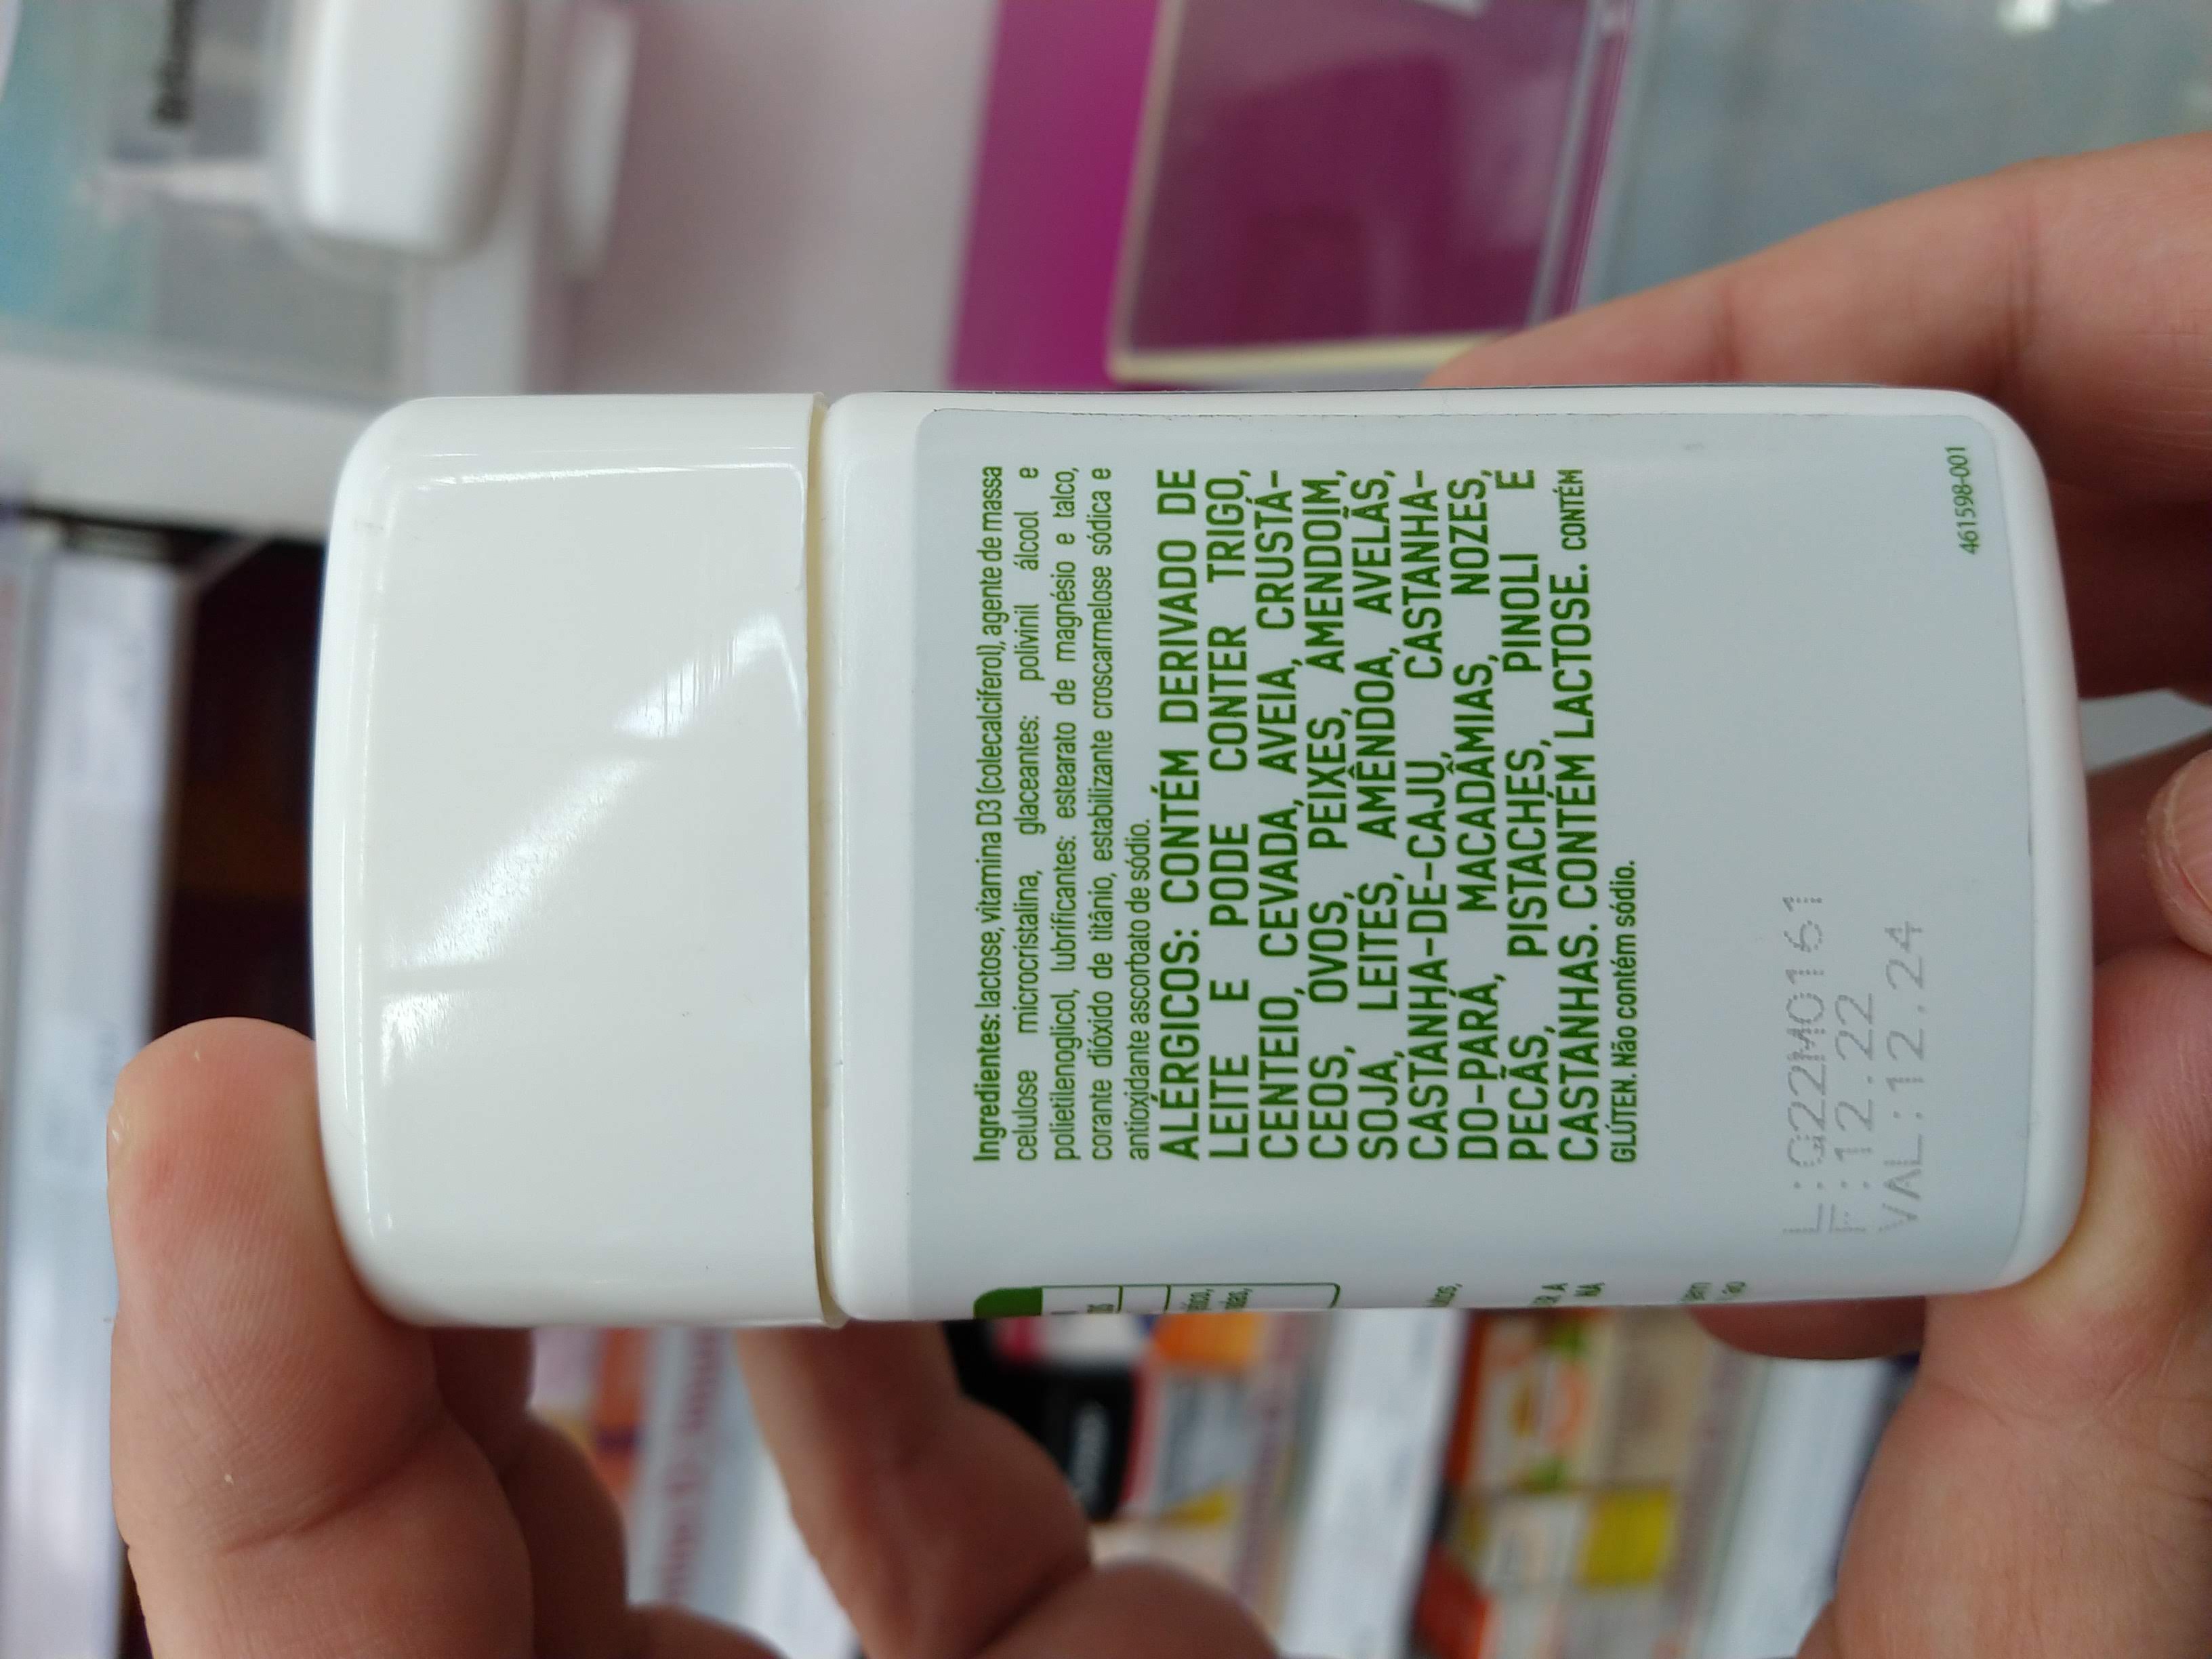 Ingredientes: lactose, vitamina D3 (colecalciferol), agente de massa
celulose microcristalina, glaceantes: polivinil álcool e
polietilenoglicol, lubrificantes: estearato de magnésio e talco,
corante dióxido de titânio, estabilizante croscarmelose sódica e
antioxidante ascorbato de sódio.
ALÉRGICOS: CONTÉM DERIVADO DE
LEITE E PODE CONTER TRIGO,
CENTEIO, CEVADA, AVEIA, CRUSTÁ-
CEOS, OVOS, PEIXES, AMENDOIM,
SOJA, LEITES, AMÊNDOA, AVELÃS,
CASTANHA-DE-CAJU, CASTANHA-
DO-PARÁ, MACADÂMIAS, NOZES,
PECÃS, PISTACHES, PINOLI E
CASTANHAS. CONTÉM LACTOSE. CONTÉM
GLÚTEN. Não contém sódio.
L:Q22M0161
F:12.22
VAL:12.24
461598-001
ER A
NA
ao